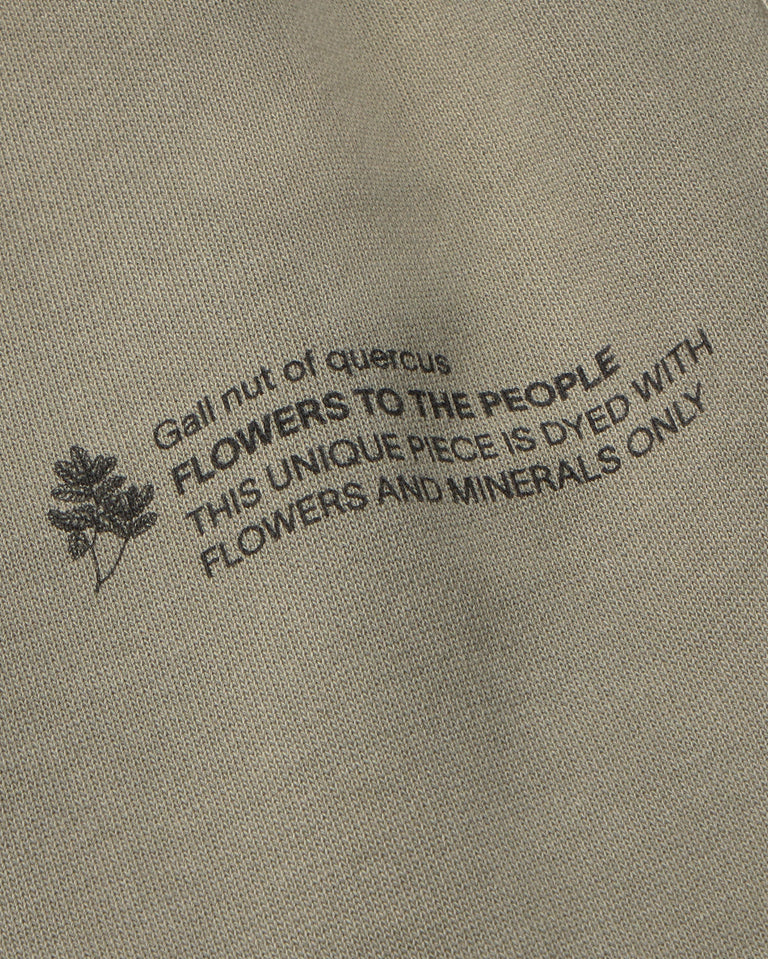 Gall nut of quercus
FLOWERS TO THE PEOPLE
THIS UNIQUE PIECE IS DYED WITH
FLOWERS AND MINERALS ONLY